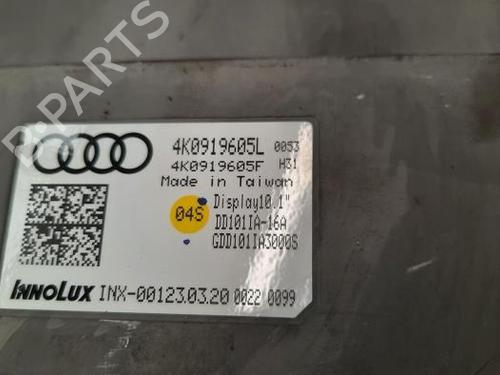 B-PARTS
4K0919605L 0053
4K0919605F H31
Made in Taiwan
04S
Display10.1"
DD101IA-16A
GDD101IA3000S
INNOLUX INX-00123.03.20 0022 0099